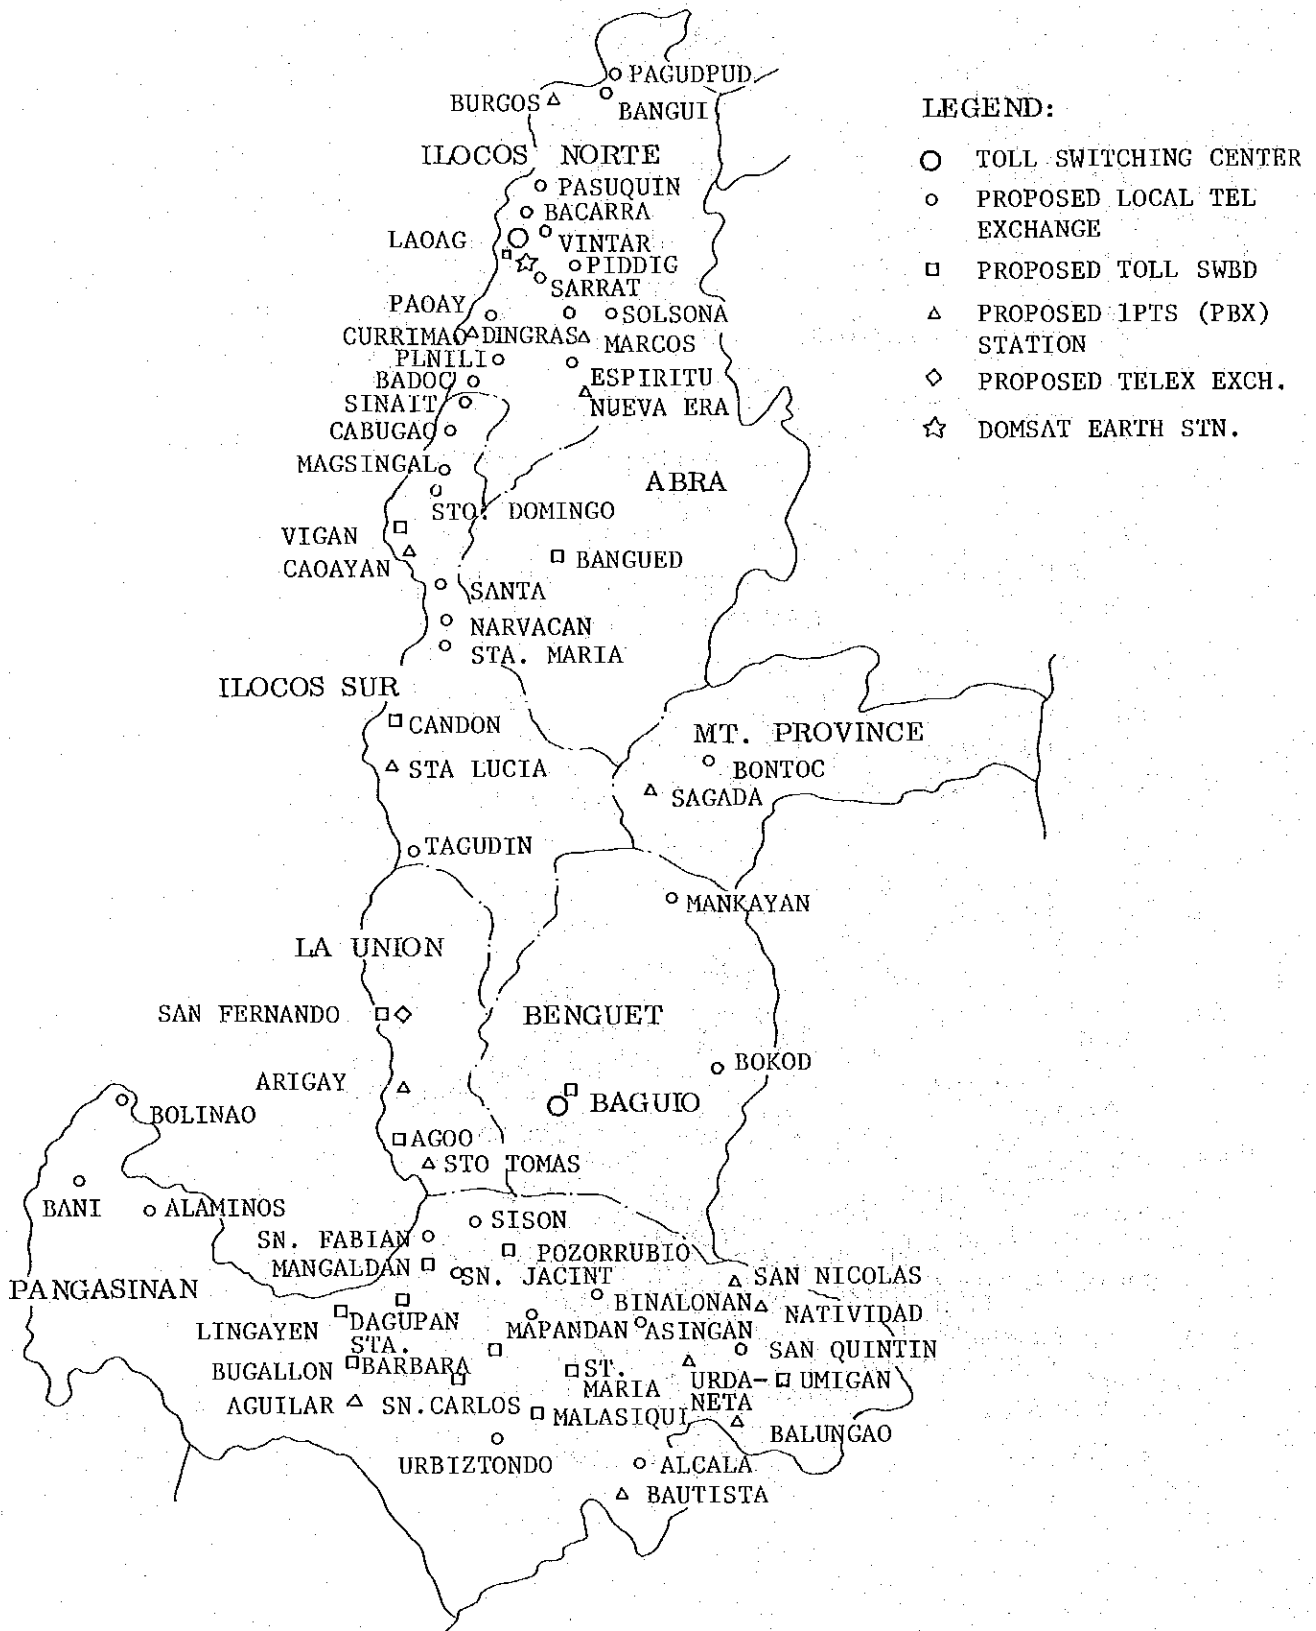 PAGUDPUD
BURGOS
BANGUI
LEGEND:
ILOCOS NORTE
TOLL SWITCHING CENTER
PASUQUIN
PROPOSED LOCAL TEL
EXCHANGE
BACARRA
LAOAG
VINTAR
PIDDIG
PROPOSED TOLL SWBD
SARRAT
PAOAY
SOLSONA
PROPOSED 1PTS (PBX)
STATION
CURRIMAO
DINGRAS
MARCOS
PLNILI
BADOC
ESPIRITU
PROPOSED TELEX EXCH.
SINAIT
NUEVA ERA
CABUGAO
DOMSAT EARTH STN.
MAGSINGAL
ABRA
STO. DOMINGO
VIGAN
CAOAYAN
BANGUED
SANTA
NARVACAN
STA. MARIA
ILOCOS SUR
CANDON
MT. PROVINCE
STA LUCIA
BONTOC
SAGADA
TAGUDIN
MANKAYAN
LA UNION
SAN FERNANDO
BENGUET
BOKOD
ARIGAY
BAGUIO
BOLINAO
AGOO
STO TOMAS
BANI
ALAMINOS
SISON
SN. FABIAN
POZORRUBIO
MANGALDAN
SN. JACINT
SAN NICOLAS
PANGASINAN
BINALONAN
NATIVIDAD
LINGAYEN
DAGUPAN
MAPANDAN
ASINGAN
STA.
BARBARA
SAN QUINTIN
BUGALLON
ST.
MARIA
URDA-
NETA
UMIGAN
AGUILAR
SN.CARLOS
MALASIQUI
BALUNGAO
URBIZTONDO
ALCALA
BAUTISTA